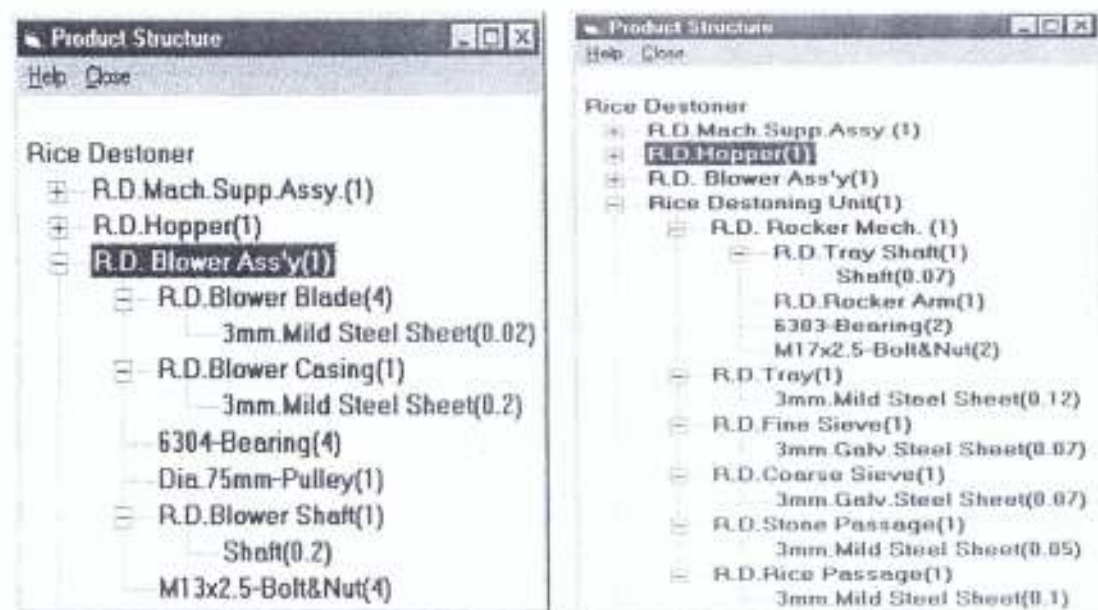 Product Structure
Help Close
Rice Destoner
R.D.Mach.Supp.Assy.(1)
R.D.Hopper(1)
R.D. Blower Ass'y(1)
R.D.Blower Blade(4)
3mm.Mild Steel Sheet(0.02)
R.D.Blower Casing(1)
3mm.Mild Steel Sheet(0.2)
6304-Bearing(4)
Dia.75mm-Pulley(1)
R.D.Blower Shaft(1)
Shaft(0.2)
M13x2.5-Bolt&Nut(4)
Product Structure
Help Close
Rice Destoner
R.D.Mach.Supp.Assy (1)
R.D.Hopper(1)
R.D. Blower Ass'y(1)
Rice Destoning Unit(1)
R.D. Rocker Mech. (1)
R.D.Tray Shaft(1)
Shaft(0.07)
R.D.Rocker Arm(1)
6303-Bearing(2)
M17x2.5-Bolt&Nut(2)
R.D.Tray(1)
3mm.Mild Steel Sheet(0.12)
R.D.Fine Sieve(1)
3mm.Galv.Steel Sheet(0.07)
R.D.Coarse Sieve(1)
3mm.Galv.Steel Sheet(0.07)
R.D.Stone Passage(1)
3mm.Mild Steel Sheet(0.05)
R.D.Rice Passage(1)
3mm.Mild Steel Sheet(0.1)